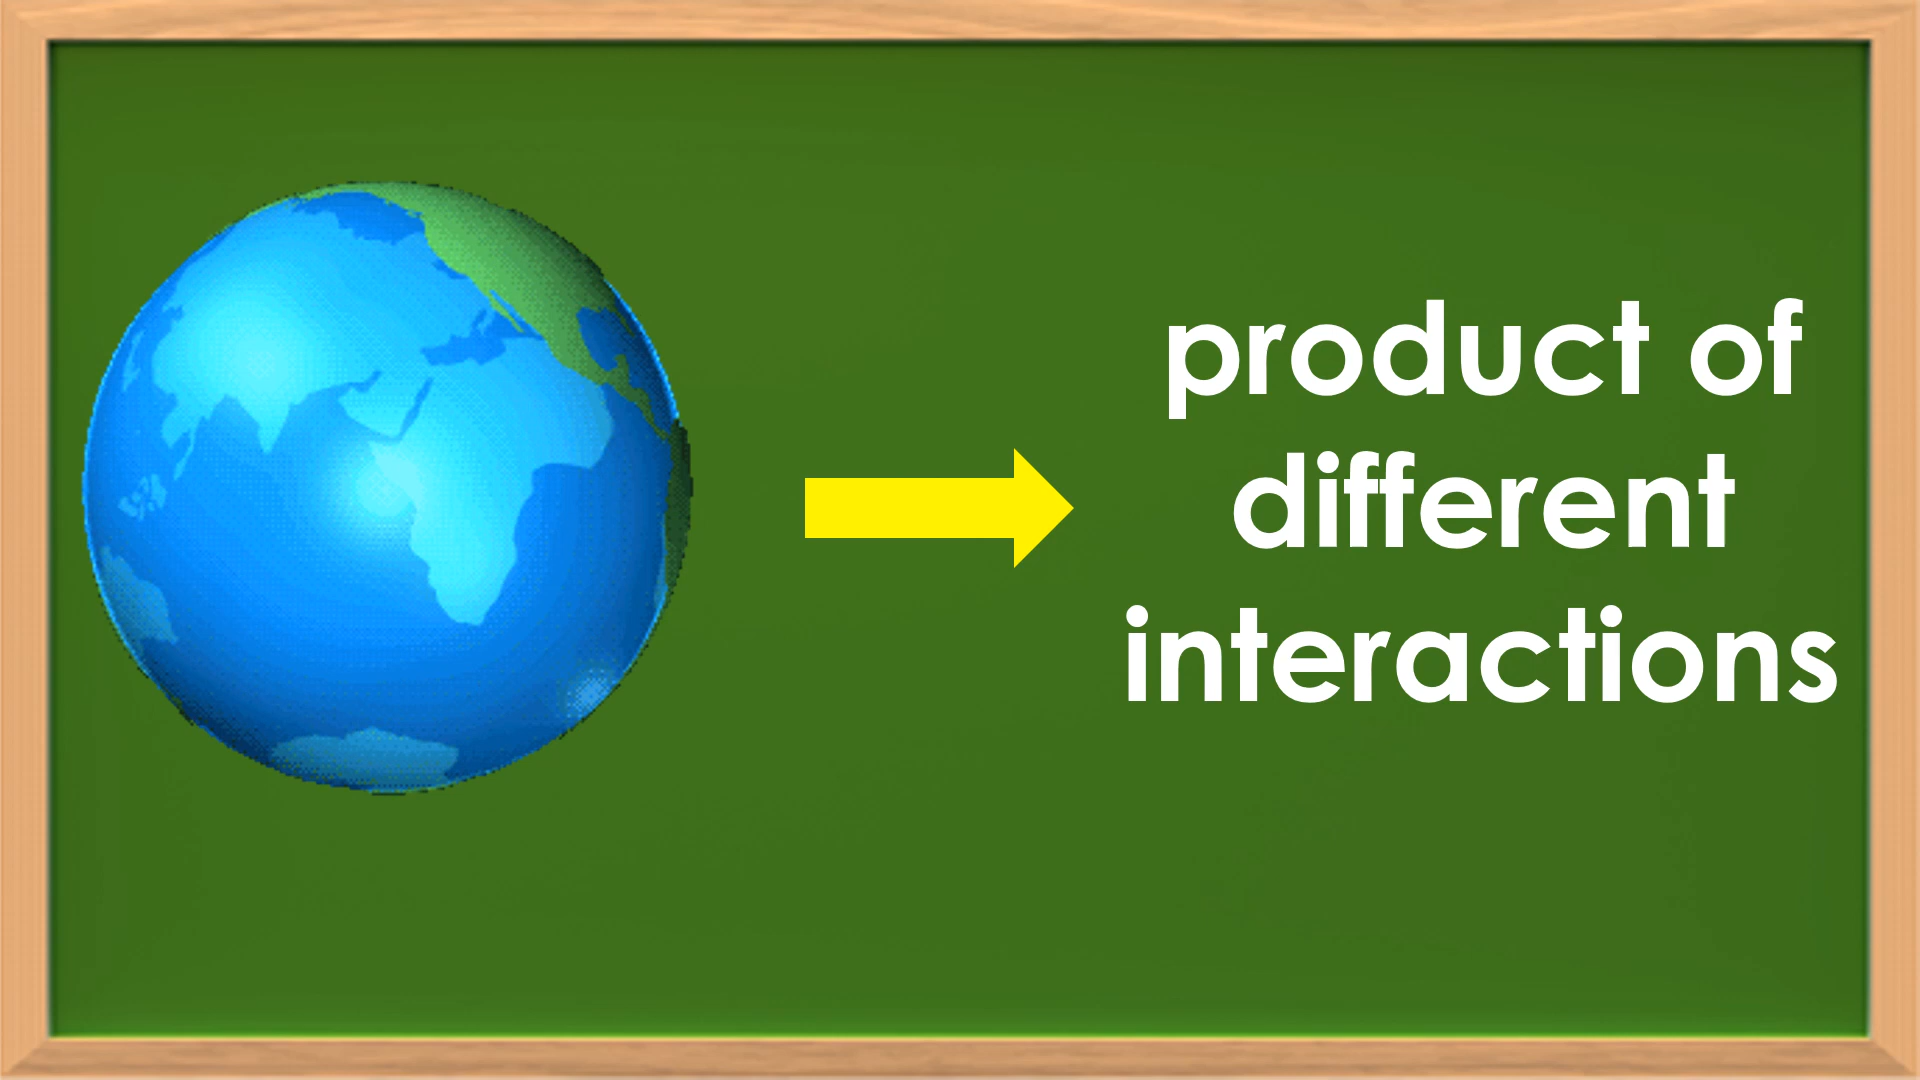 product of
different
interactions